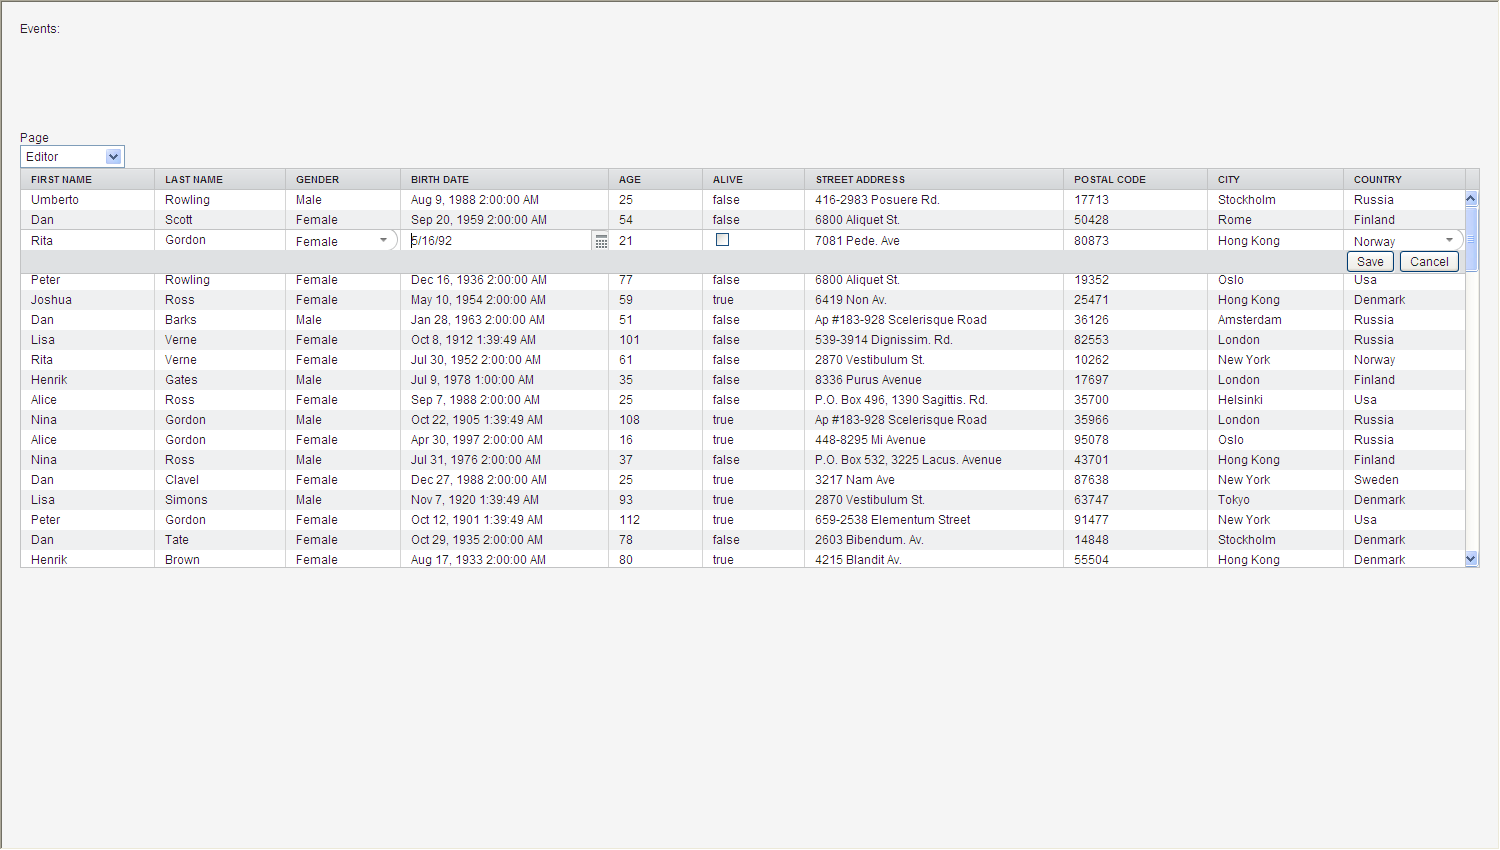 Events:
Page
Editor
FIRST NAME LAST NAME GENDER BIRTH DATE AGE ALIVE STREET ADDRESS POSTAL CODE CITY COUNTRY
Umberto Rowling Male Aug 9, 1988 2:00:00 AM 25 false 416-2983 Posuere Rd. 17713 Stockholm Russia
Dan Scott Female Sep 20, 1959 2:00:00 AM 54 false 6800 Aliquet St. 50428 Rome Finland
Rita Gordon Female 5/16/92 21 7081 Pede. Ave 80873 Hong Kong Norway
Save Cancel
Peter Rowling Female Dec 16, 1936 2:00:00 AM 77 false 6800 Aliquet St. 19352 Oslo Usa
Joshua Ross Female May 10, 1954 2:00:00 AM 59 true 6419 Non Av. 25471 Hong Kong Denmark
Dan Barks Male Jan 28, 1963 2:00:00 AM 51 false Ap #183-928 Scelerisque Road 36126 Amsterdam Russia
Lisa Verne Female Oct 8, 1912 1:39:49 AM 101 false 539-3914 Dignissim. Rd. 82553 London Russia
Rita Verne Female Jul 30, 1952 2:00:00 AM 61 false 2870 Vestibulum St. 10262 New York Norway
Henrik Gates Male Jul 9, 1978 1:00:00 AM 35 false 8336 Purus Avenue 17697 London Finland
Alice Ross Female Sep 7, 1988 2:00:00 AM 25 false P.O. Box 496, 1390 Sagittis. Rd. 35700 Helsinki Usa
Nina Gordon Male Oct 22, 1905 1:39:49 AM 108 true Ap #183-928 Scelerisque Road 35966 London Russia
Alice Gordon Female Apr 30, 1997 2:00:00 AM 16 true 448-8295 Mi Avenue 95078 Oslo Russia
Nina Ross Male Jul 31, 1976 2:00:00 AM 37 false P.O. Box 532, 3225 Lacus. Avenue 43701 Hong Kong Finland
Dan Clavel Female Dec 27, 1988 2:00:00 AM 25 true 3217 Nam Ave 87638 New York Sweden
Lisa Simons Male Nov 7, 1920 1:39:49 AM 93 true 2870 Vestibulum St. 63747 Tokyo Denmark
Peter Gordon Female Oct 12, 1901 1:39:49 AM 112 true 659-2538 Elementum Street 91477 New York Usa
Dan Tate Female Oct 29, 1935 2:00:00 AM 78 false 2603 Bibendum. Av. 14848 Stockholm Denmark
Henrik Brown Female Aug 17, 1933 2:00:00 AM 80 true 4215 Blandit Av. 55504 Hong Kong Denmark